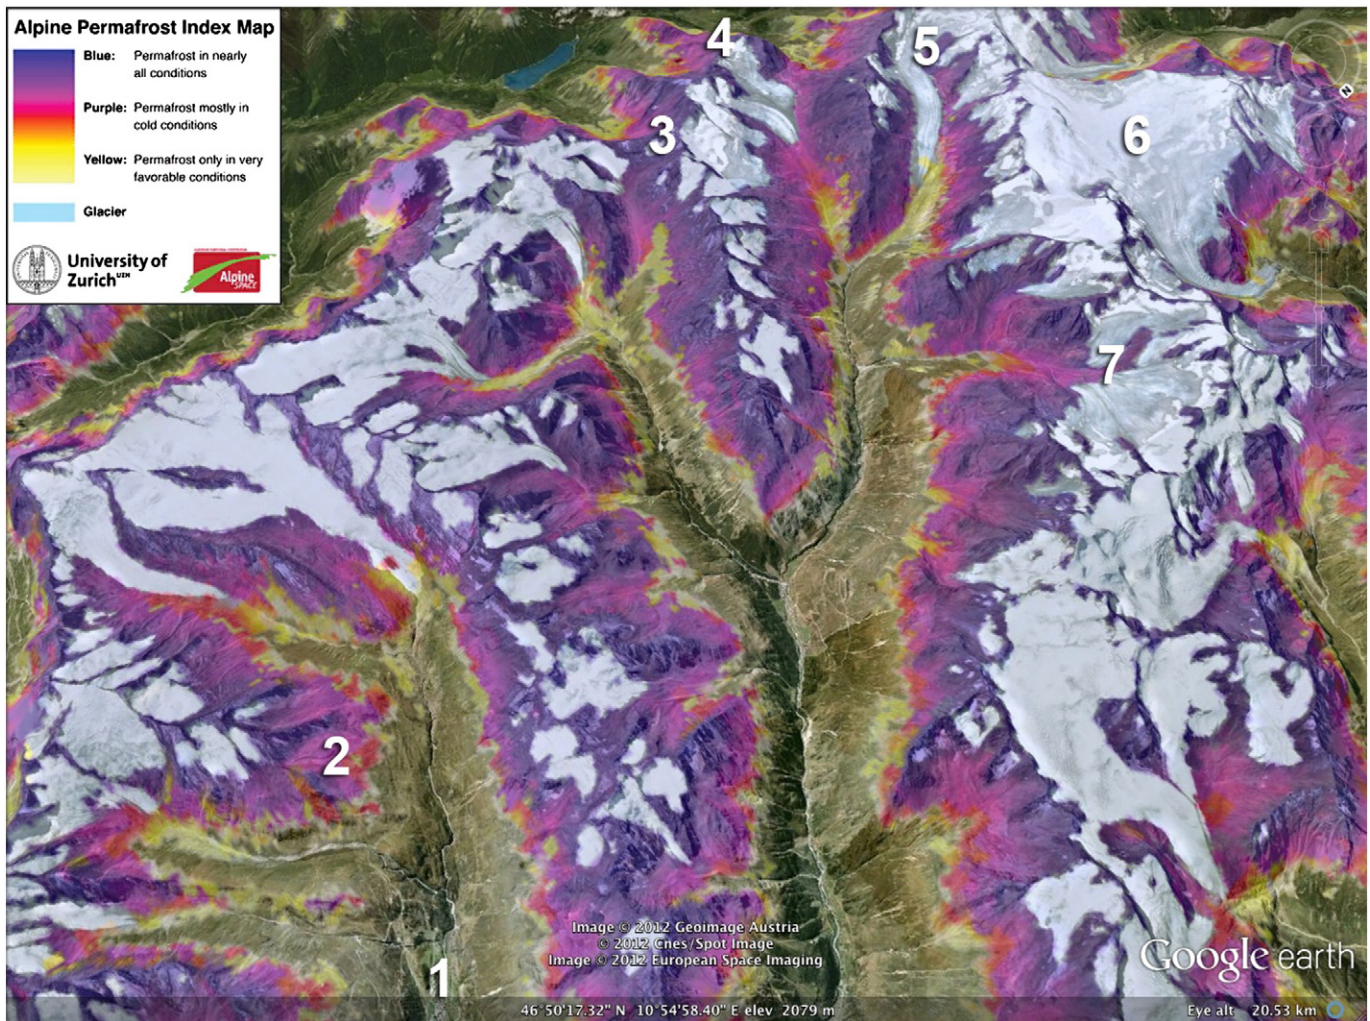 Alpine Permafrost Index Map
Blue: Permafrost in nearly
all conditions
Purple: Permafrost mostly in
cold conditions
Yellow: Permafrost only in very
favorable conditions
Glacier
University of
Zurich UZH
Alpine
SPACE
4
5
3
6
N
7
2
1
Image © 2012 Geoimage Austria
© 2012 Cnes/Spot Image
Image © 2012 European Space Imaging
Google earth
46°50'17.32" N 10°54'58.40" E elev 2079 m
Eye alt 20.53 km